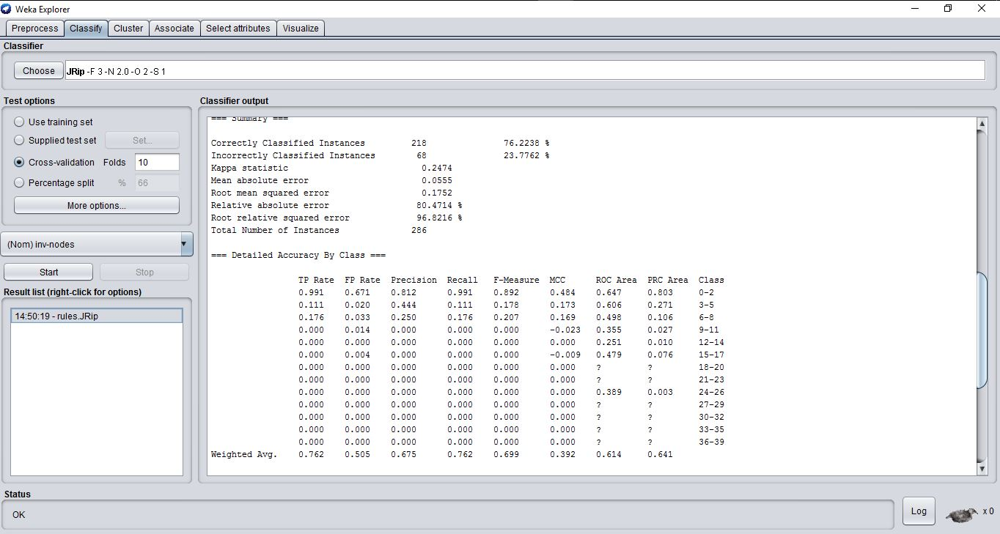 Weka Explorer
Preprocess Classify Cluster Associate Select attributes Visualize
Classifier
Choose JRip -F 3 -N 2.0 -O 2 -S 1
Test options
Use training set
Supplied test set Set...
Cross-validation Folds 10
Percentage split % 66
More options...
(Nom) inv-nodes
Start Stop
Result list (right-click for options)
14:50:19 - rules.JRip
Classifier output
=== Summary ===
Correctly Classified Instances 218 76.2238 %
Incorrectly Classified Instances 68 23.7762 %
Kappa statistic 0.2474
Mean absolute error 0.0555
Root mean squared error 0.1752
Relative absolute error 80.4714 %
Root relative squared error 96.8216 %
Total Number of Instances 286
=== Detailed Accuracy By Class ===
TP Rate FP Rate Precision Recall F-Measure MCC ROC Area PRC Area Class
0.991 0.671 0.812 0.991 0.892 0.484 0.647 0.803 0-2
0.111 0.020 0.444 0.111 0.178 0.173 0.606 0.271 3-5
0.176 0.033 0.250 0.176 0.207 0.169 0.498 0.106 6-8
0.000 0.014 0.000 0.000 0.000 -0.023 0.355 0.027 9-11
0.000 0.000 0.000 0.000 0.000 0.000 0.251 0.010 12-14
0.000 0.004 0.000 0.000 0.000 -0.009 0.479 0.076 15-17
0.000 0.000 0.000 0.000 0.000 0.000 ? ? 18-20
0.000 0.000 0.000 0.000 0.000 0.000 ? ? 21-23
0.000 0.000 0.000 0.000 0.000 0.000 0.389 0.003 24-26
0.000 0.000 0.000 0.000 0.000 0.000 ? ? 27-29
0.000 0.000 0.000 0.000 0.000 0.000 ? ? 30-32
0.000 0.000 0.000 0.000 0.000 0.000 ? ? 33-35
0.000 0.000 0.000 0.000 0.000 0.000 ? ? 36-39
Weighted Avg. 0.762 0.505 0.675 0.762 0.699 0.392 0.614 0.641
Status
OK
Log x 0